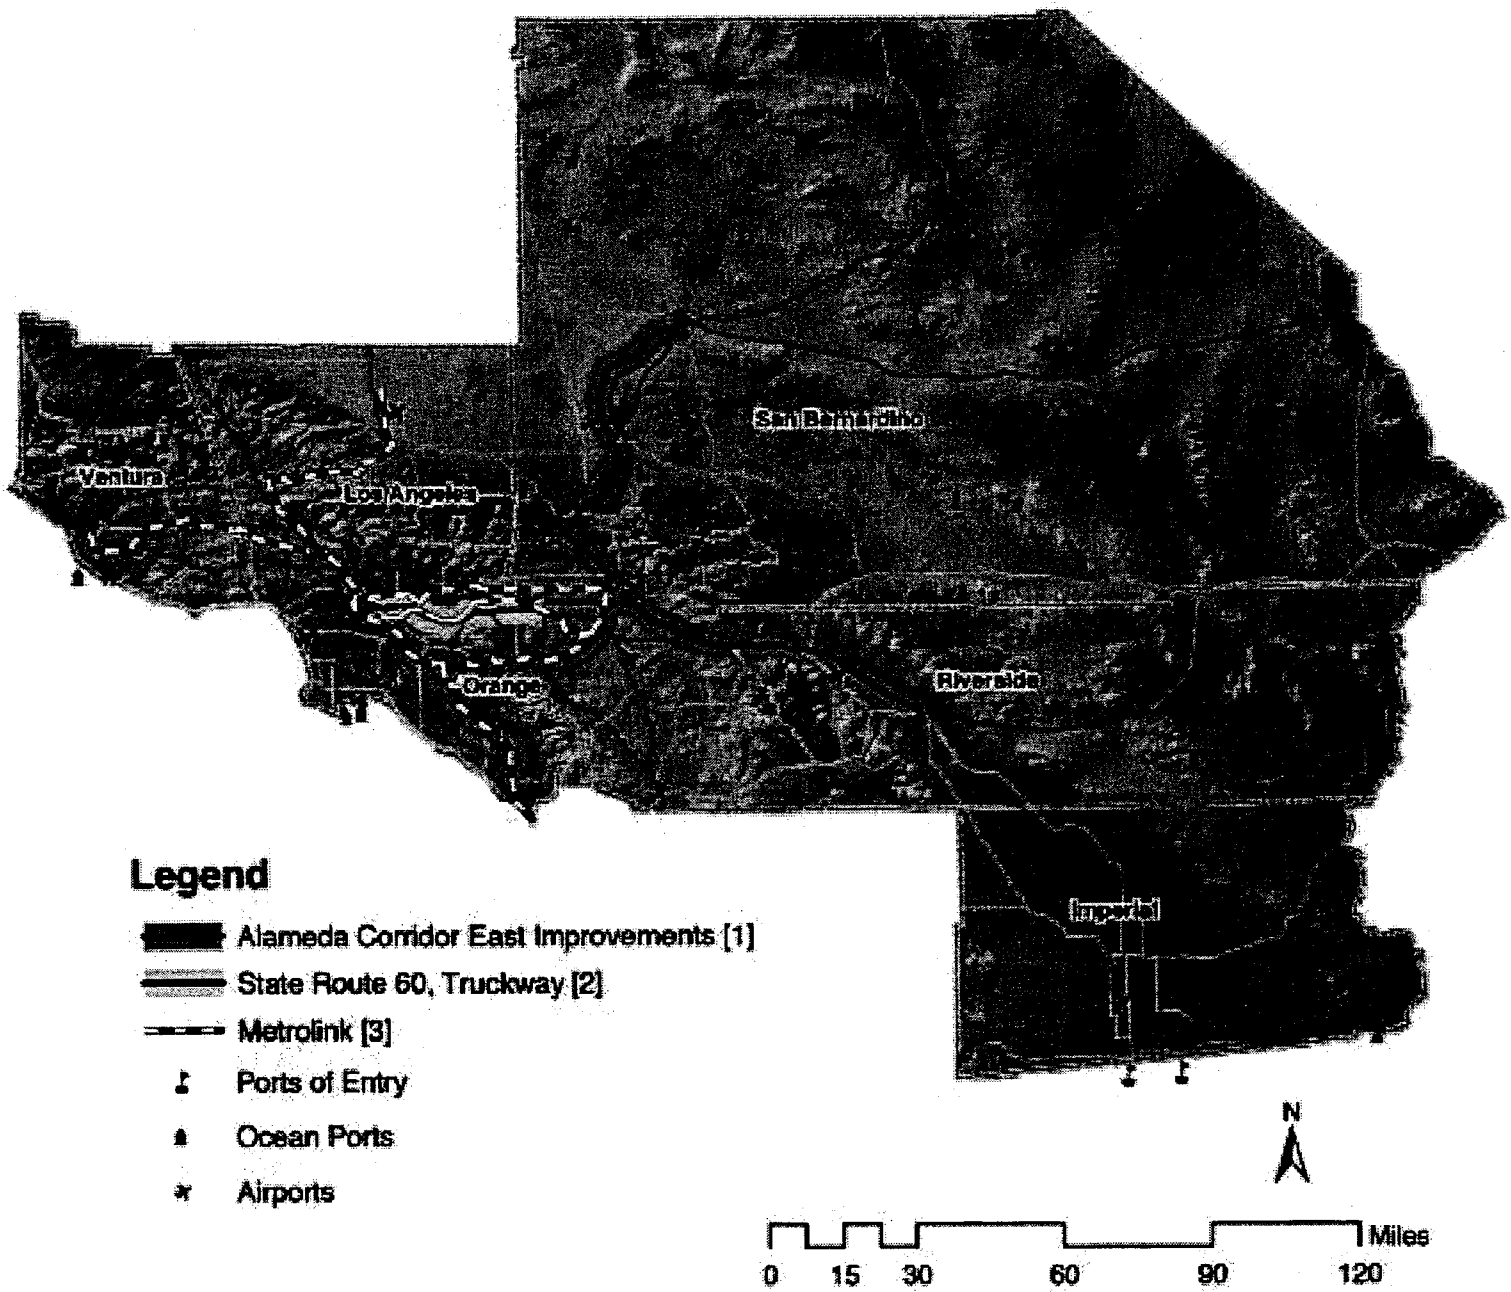 San Bernardino
Ventura
Los Angeles
Orange
Riverside
Imperial
Legend
Alameda Corridor East Improvements [1]
State Route 60, Truckway [2]
Metrolink [3]
Ports of Entry
Ocean Ports
Airports
N
Miles
0 15 30 60 90 120